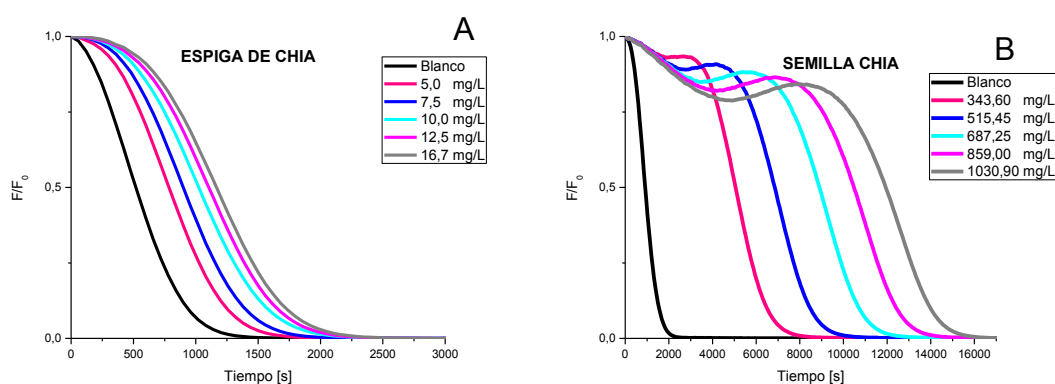 A
ESPIGA DE CHIA
Blanco
5,0 mg/L
7,5 mg/L
10,0 mg/L
12,5 mg/L
16,7 mg/L
1,0
0,5
0,0
F/F0
0 500 1000 1500 2000 2500 3000
Tiempo [s]
B
SEMILLA CHIA
Blanco
343,60 mg/L
515,45 mg/L
687,25 mg/L
859,00 mg/L
1030,90 mg/L
1,0
0,5
0,0
F/F0
0 2000 4000 6000 8000 10000 12000 14000 16000
Tiempo [s]